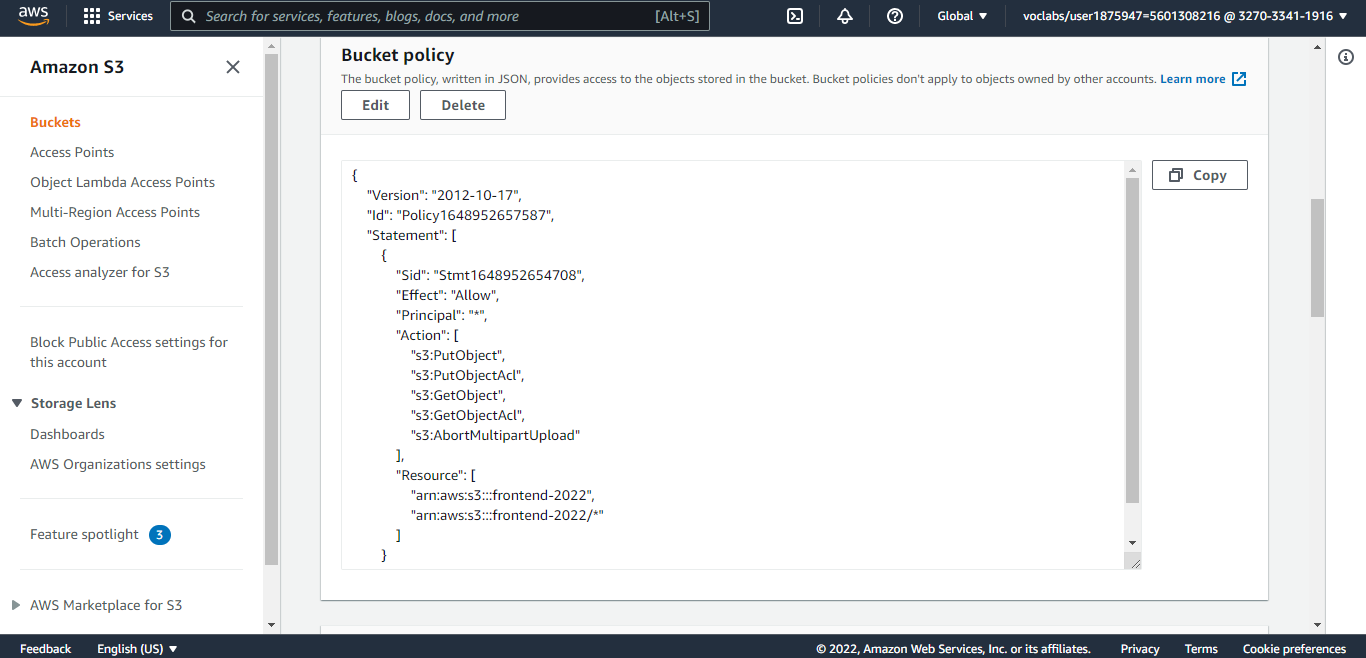 aws
Services
Search for services, features, blogs, docs, and more
[Alt+S]
Global
voclabs/user1875947=5601308216 @ 3270-3341-1916
Amazon S3
Buckets
Access Points
Object Lambda Access Points
Multi-Region Access Points
Batch Operations
Access analyzer for S3
Block Public Access settings for
this account
Storage Lens
Dashboards
AWS Organizations settings
Feature spotlight 3
AWS Marketplace for S3
Bucket policy
The bucket policy, written in JSON, provides access to the objects stored in the bucket. Bucket policies don't apply to objects owned by other accounts. Learn more
Edit
Delete
{
"Version": "2012-10-17",
"Id": "Policy1648952657587",
"Statement": [
{
"Sid": "Stmt1648952654708",
"Effect": "Allow",
"Principal": "*",
"Action": [
"s3:PutObject",
"s3:PutObjectAcl",
"s3:GetObject",
"s3:GetObjectAcl",
"s3:AbortMultipartUpload"
],
"Resource": [
"arn:aws:s3:::frontend-2022",
"arn:aws:s3:::frontend-2022/*"
]
}
Copy
Feedback
English (US)
© 2022, Amazon Web Services, Inc. or its affiliates.
Privacy
Terms
Cookie preferences